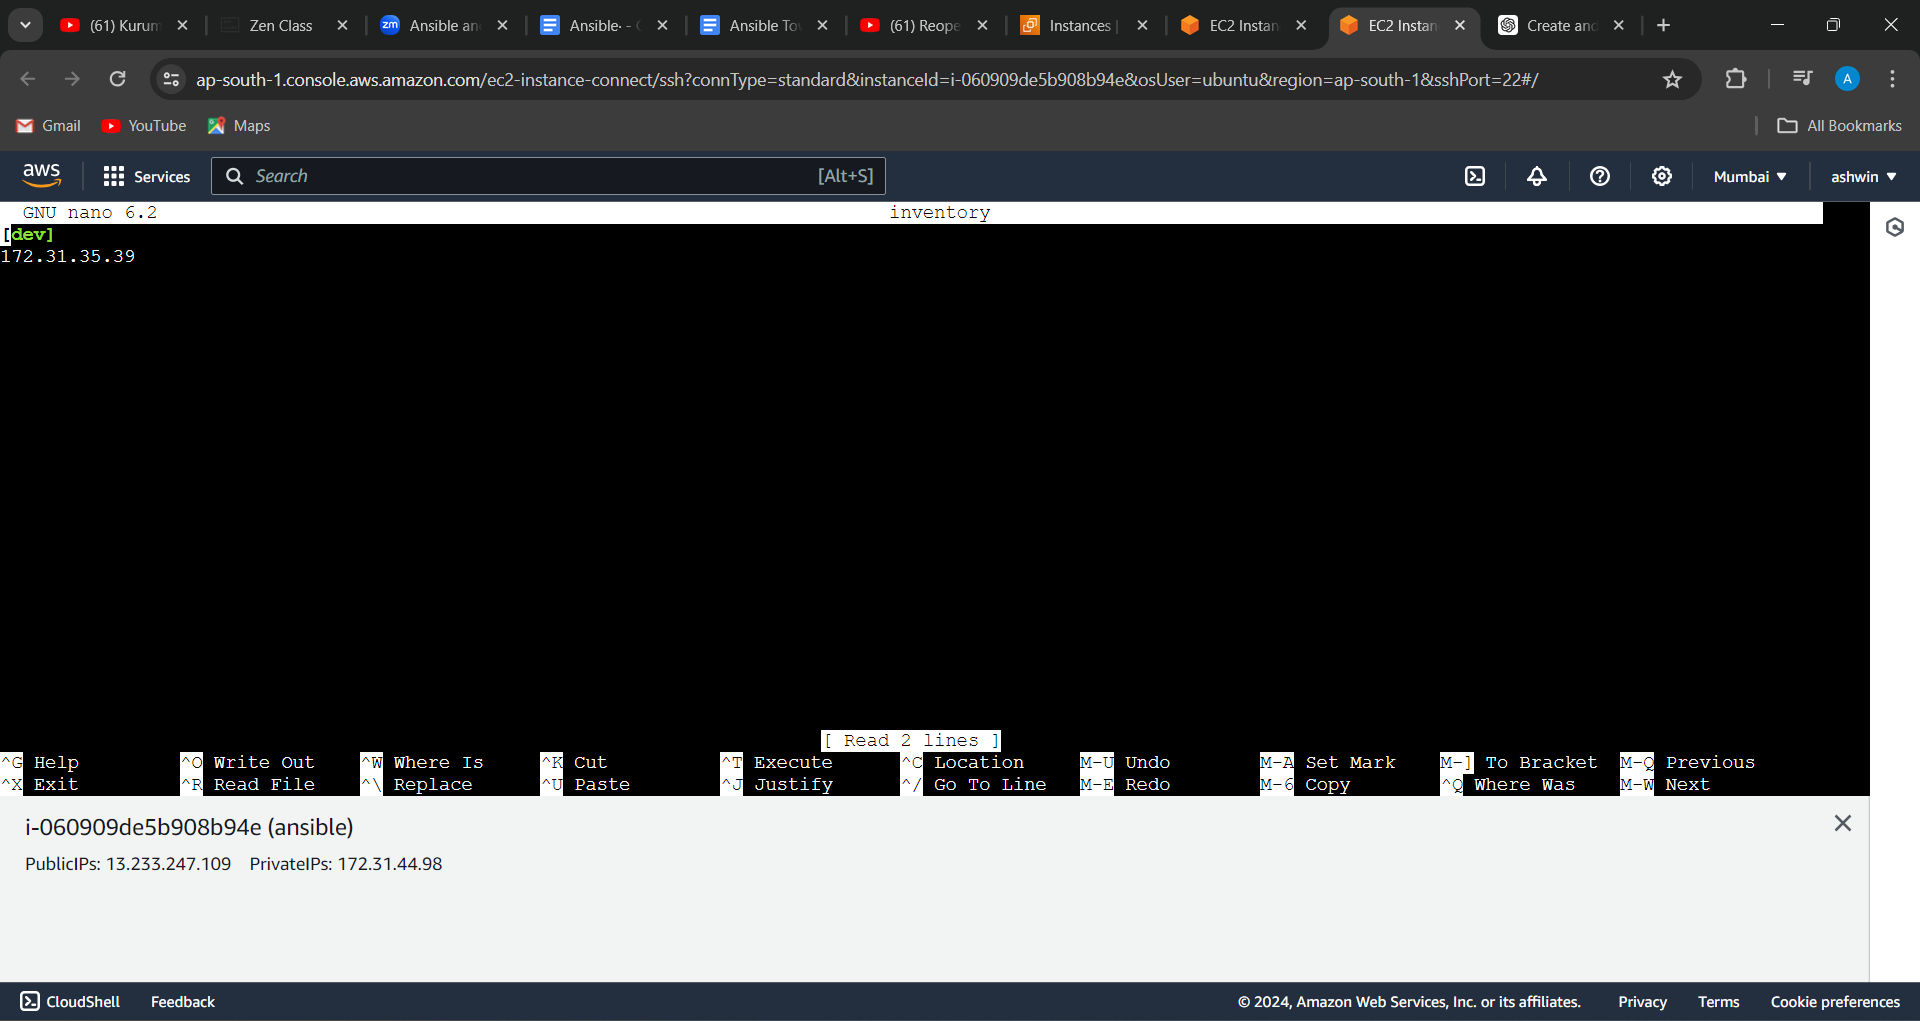 (61) Kurum
Zen Class
zm
Ansible an
Ansible- -
Ansible To
(61) Reope
Instances |
EC2 Instan
EC2 Instan
Create and
ap-south-1.console.aws.amazon.com/ec2-instance-connect/ssh?connType=standard&instanceId=i-060909de5b908b94e&osUser=ubuntu&region=ap-south-1&sshPort=22#/
A
Gmail
YouTube
Maps
All Bookmarks
aws
Services
Search
[Alt+S]
Mumbai
ashwin
GNU nano 6.2 inventory
[dev]
172.31.35.39
[ Read 2 lines ]
^G Help ^O Write Out ^W Where Is ^K Cut ^T Execute ^C Location M-U Undo M-A Set Mark M-] To Bracket M-Q Previous
^X Exit ^R Read File ^\ Replace ^U Paste ^J Justify ^/ Go To Line M-E Redo M-6 Copy ^Q Where Was M-W Next
i-060909de5b908b94e (ansible)
PublicIPs: 13.233.247.109 PrivateIPs: 172.31.44.98
CloudShell
Feedback
© 2024, Amazon Web Services, Inc. or its affiliates.
Privacy
Terms
Cookie preferences